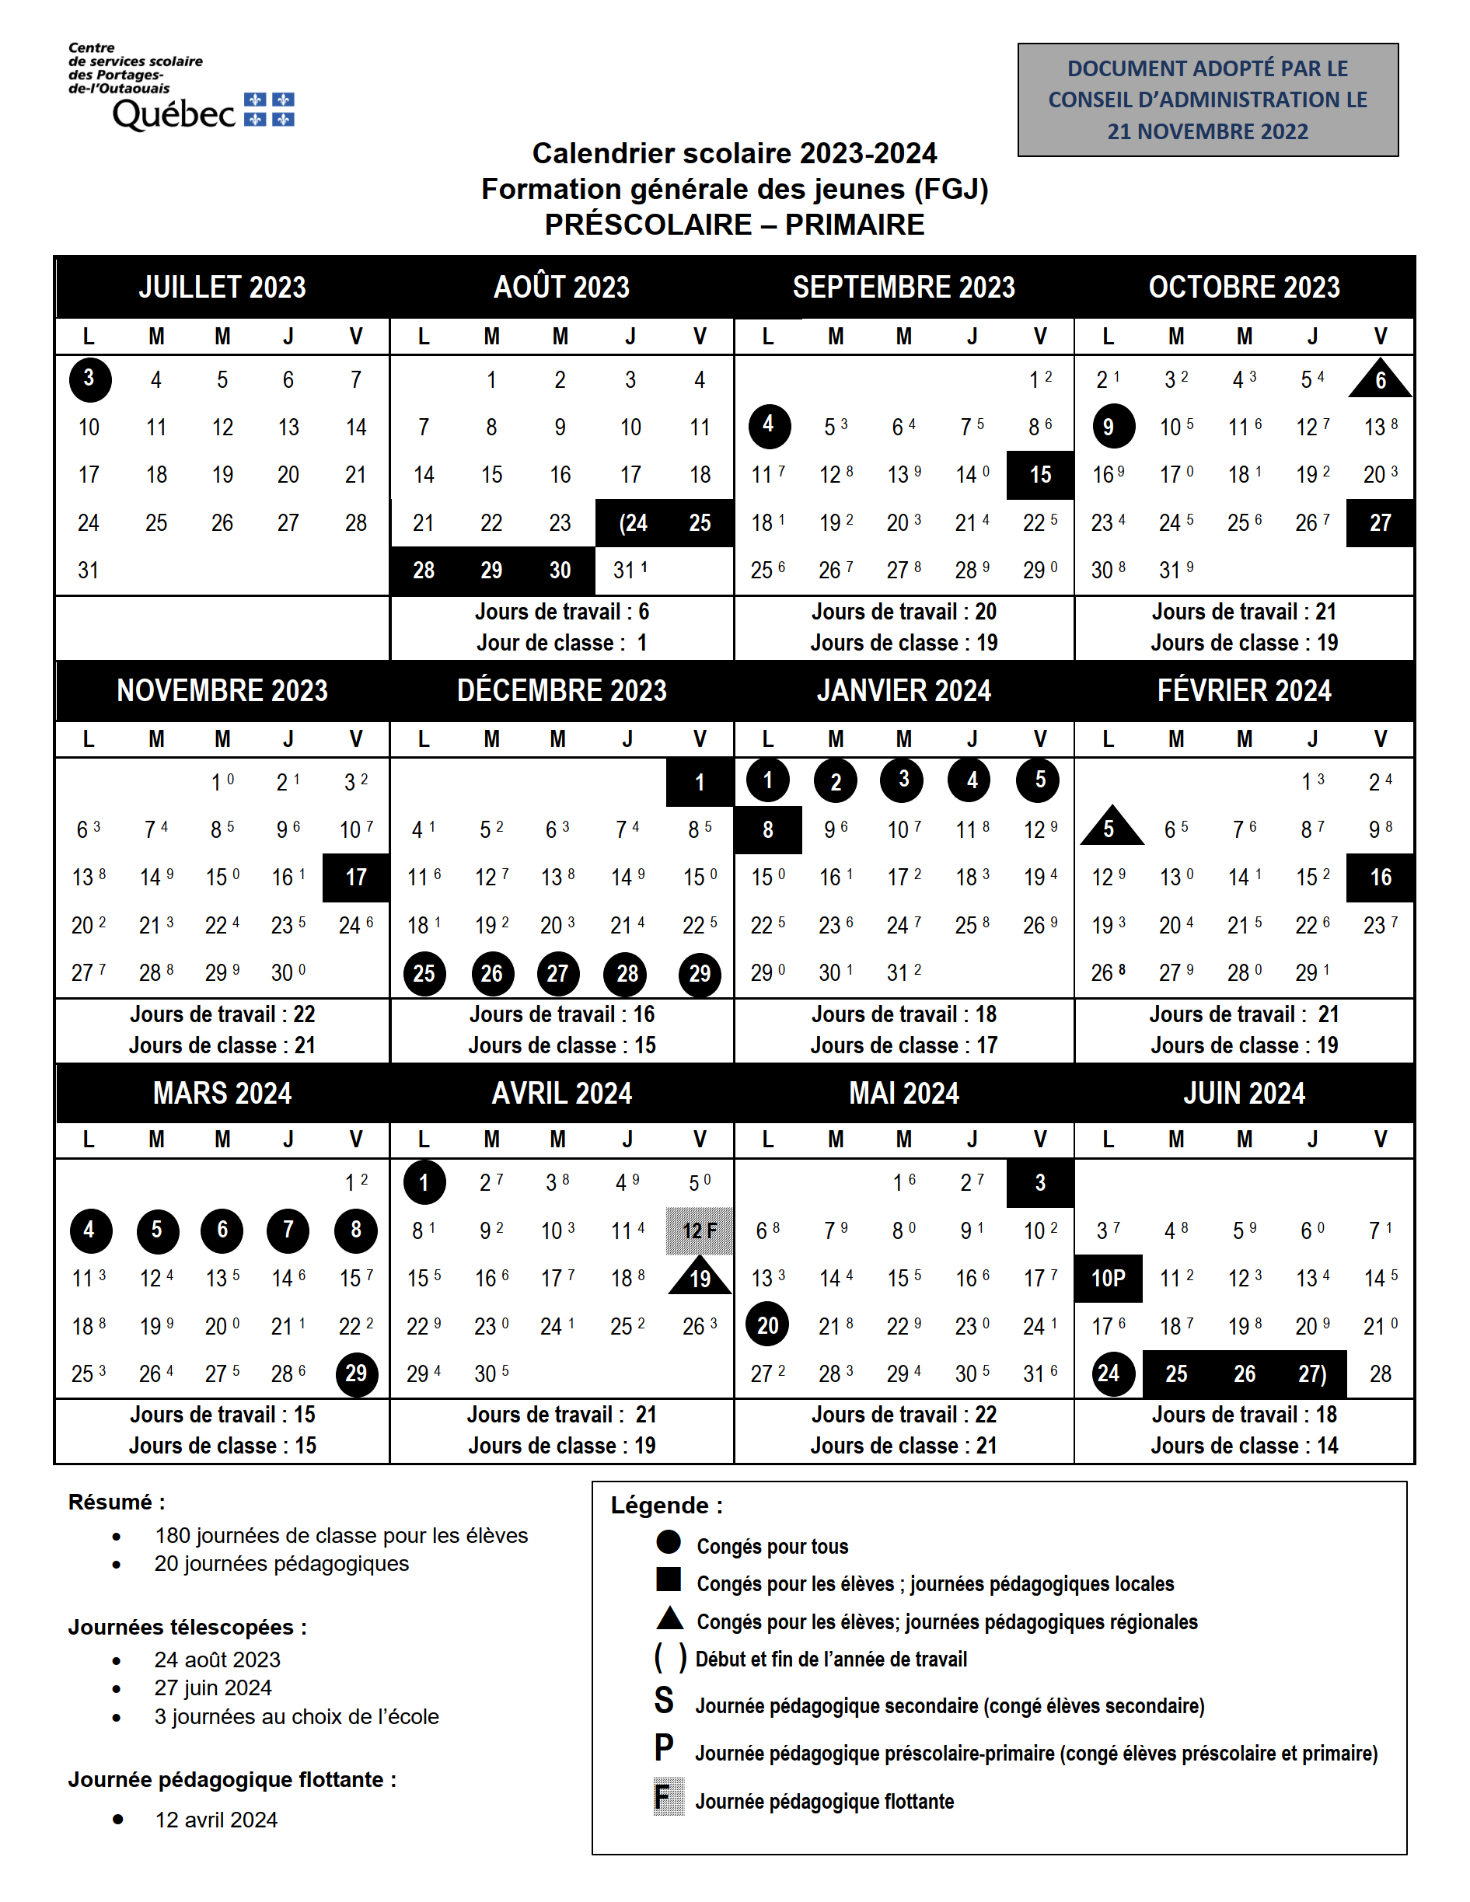 Centre
de services scolaire
des Portages-
de-l'Outaouais
Québec
DOCUMENT ADOPTÉ PAR LE
CONSEIL D'ADMINISTRATION LE
21 NOVEMBRE 2022
Calendrier scolaire 2023-2024
Formation générale des jeunes (FGJ)
PRÉSCOLAIRE – PRIMAIRE
JUILLET 2023 AOÛT 2023 SEPTEMBRE 2023 OCTOBRE 2023
L M M J V L M M J V L M M J V L M M J V
3 4 5 6 7 1 2 3 4 1 2 2 1 3 2 4 3 5 4 6
10 11 12 13 14 7 8 9 10 11 4 5 3 6 4 7 5 8 6 9 10 5 11 6 12 7 13 8
17 18 19 20 21 14 15 16 17 18 11 7 12 8 13 9 14 0 15 16 9 17 0 18 1 19 2 20 3
24 25 26 27 28 21 22 23 (24 25 18 1 19 2 20 3 21 4 22 5 23 4 24 5 25 6 26 7 27
31 28 29 30 31 1 25 6 26 7 27 8 28 9 29 0 30 8 31 9
Jours de travail : 6 Jours de travail : 20 Jours de travail : 21
Jour de classe : 1 Jours de classe : 19 Jours de classe : 19
NOVEMBRE 2023 DÉCEMBRE 2023 JANVIER 2024 FÉVRIER 2024
L M M J V L M M J V L M M J V L M M J V
1 0 2 1 3 2 1 1 2 3 4 5 1 3 2 4
6 3 7 4 8 5 9 6 10 7 4 1 5 2 6 3 7 4 8 5 8 9 6 10 7 11 8 12 9 5 6 5 7 6 8 7 9 8
13 8 14 9 15 0 16 1 17 11 6 12 7 13 8 14 9 15 0 15 0 16 1 17 2 18 3 19 4 12 9 13 0 14 1 15 2 16
20 2 21 3 22 4 23 5 24 6 18 1 19 2 20 3 21 4 22 5 22 5 23 6 24 7 25 8 26 9 19 3 20 4 21 5 22 6 23 7
27 7 28 8 29 9 30 0 25 26 27 28 29 29 0 30 1 31 2 26 8 27 9 28 0 29 1
Jours de travail : 22 Jours de travail : 16 Jours de travail : 18 Jours de travail : 21
Jours de classe : 21 Jours de classe : 15 Jours de classe : 17 Jours de classe : 19
MARS 2024 AVRIL 2024 MAI 2024 JUIN 2024
L M M J V L M M J V L M M J V L M M J V
1 2 1 2 7 3 8 4 9 5 0 1 6 2 7 3
4 5 6 7 8 8 1 9 2 10 3 11 4 12 F 6 8 7 9 8 0 9 1 10 2 3 7 4 8 5 9 6 0 7 1
11 3 12 4 13 5 14 6 15 7 15 5 16 6 17 7 18 8 19 13 3 14 4 15 5 16 6 17 7 10P 11 2 12 3 13 4 14 5
18 8 19 9 20 0 21 1 22 2 22 9 23 0 24 1 25 2 26 3 20 21 8 22 9 23 0 24 1 17 6 18 7 19 8 20 9 21 0
25 3 26 4 27 5 28 6 29 29 4 30 5 27 2 28 3 29 4 30 5 31 6 24 25 26 27) 28
Jours de travail : 15 Jours de travail : 21 Jours de travail : 22 Jours de travail : 18
Jours de classe : 15 Jours de classe : 19 Jours de classe : 21 Jours de classe : 14
Résumé :
• 180 journées de classe pour les élèves
• 20 journées pédagogiques
Journées télescopées :
• 24 août 2023
• 27 juin 2024
• 3 journées au choix de l'école
Journée pédagogique flottante :
• 12 avril 2024
Légende :
Congés pour tous
Congés pour les élèves ; journées pédagogiques locales
Congés pour les élèves; journées pédagogiques régionales
( ) Début et fin de l'année de travail
S Journée pédagogique secondaire (congé élèves secondaire)
P Journée pédagogique préscolaire-primaire (congé élèves préscolaire et primaire)
F Journée pédagogique flottante